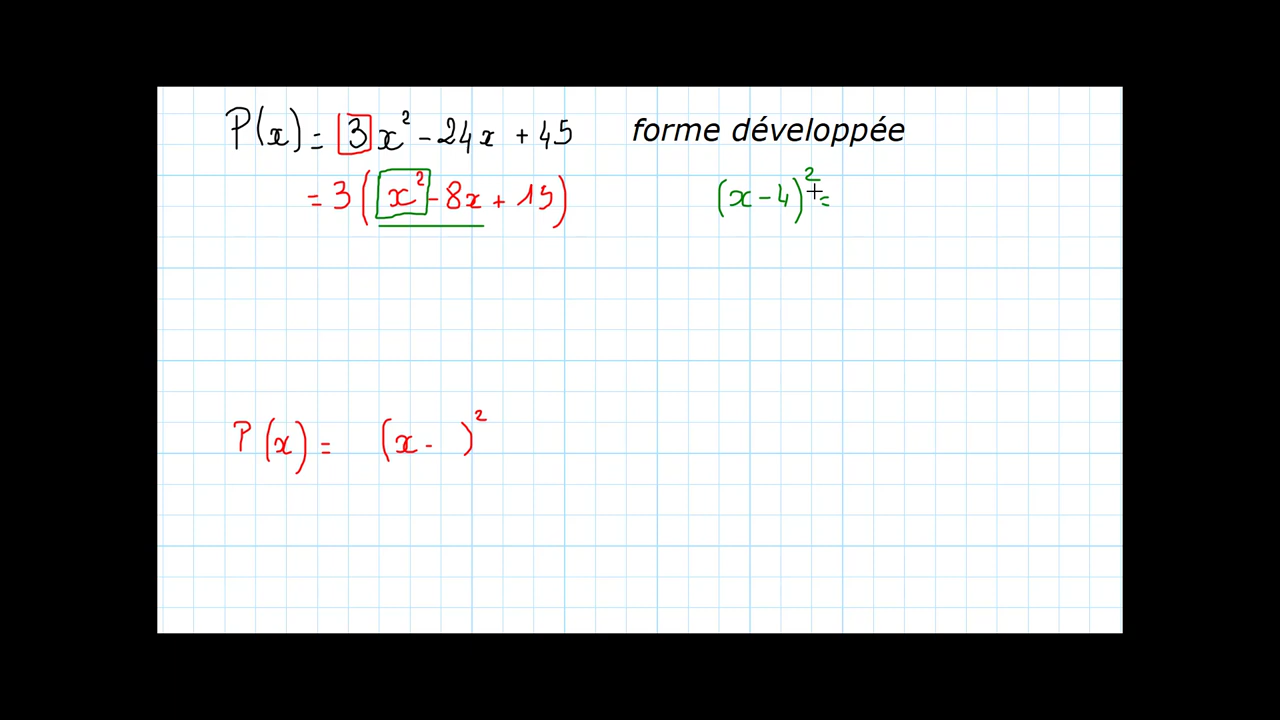 P(x) = 3x² - 24x + 45 forme développée
= 3(x² - 8x + 15) (x - 4)² =
P(x) = (x - )²